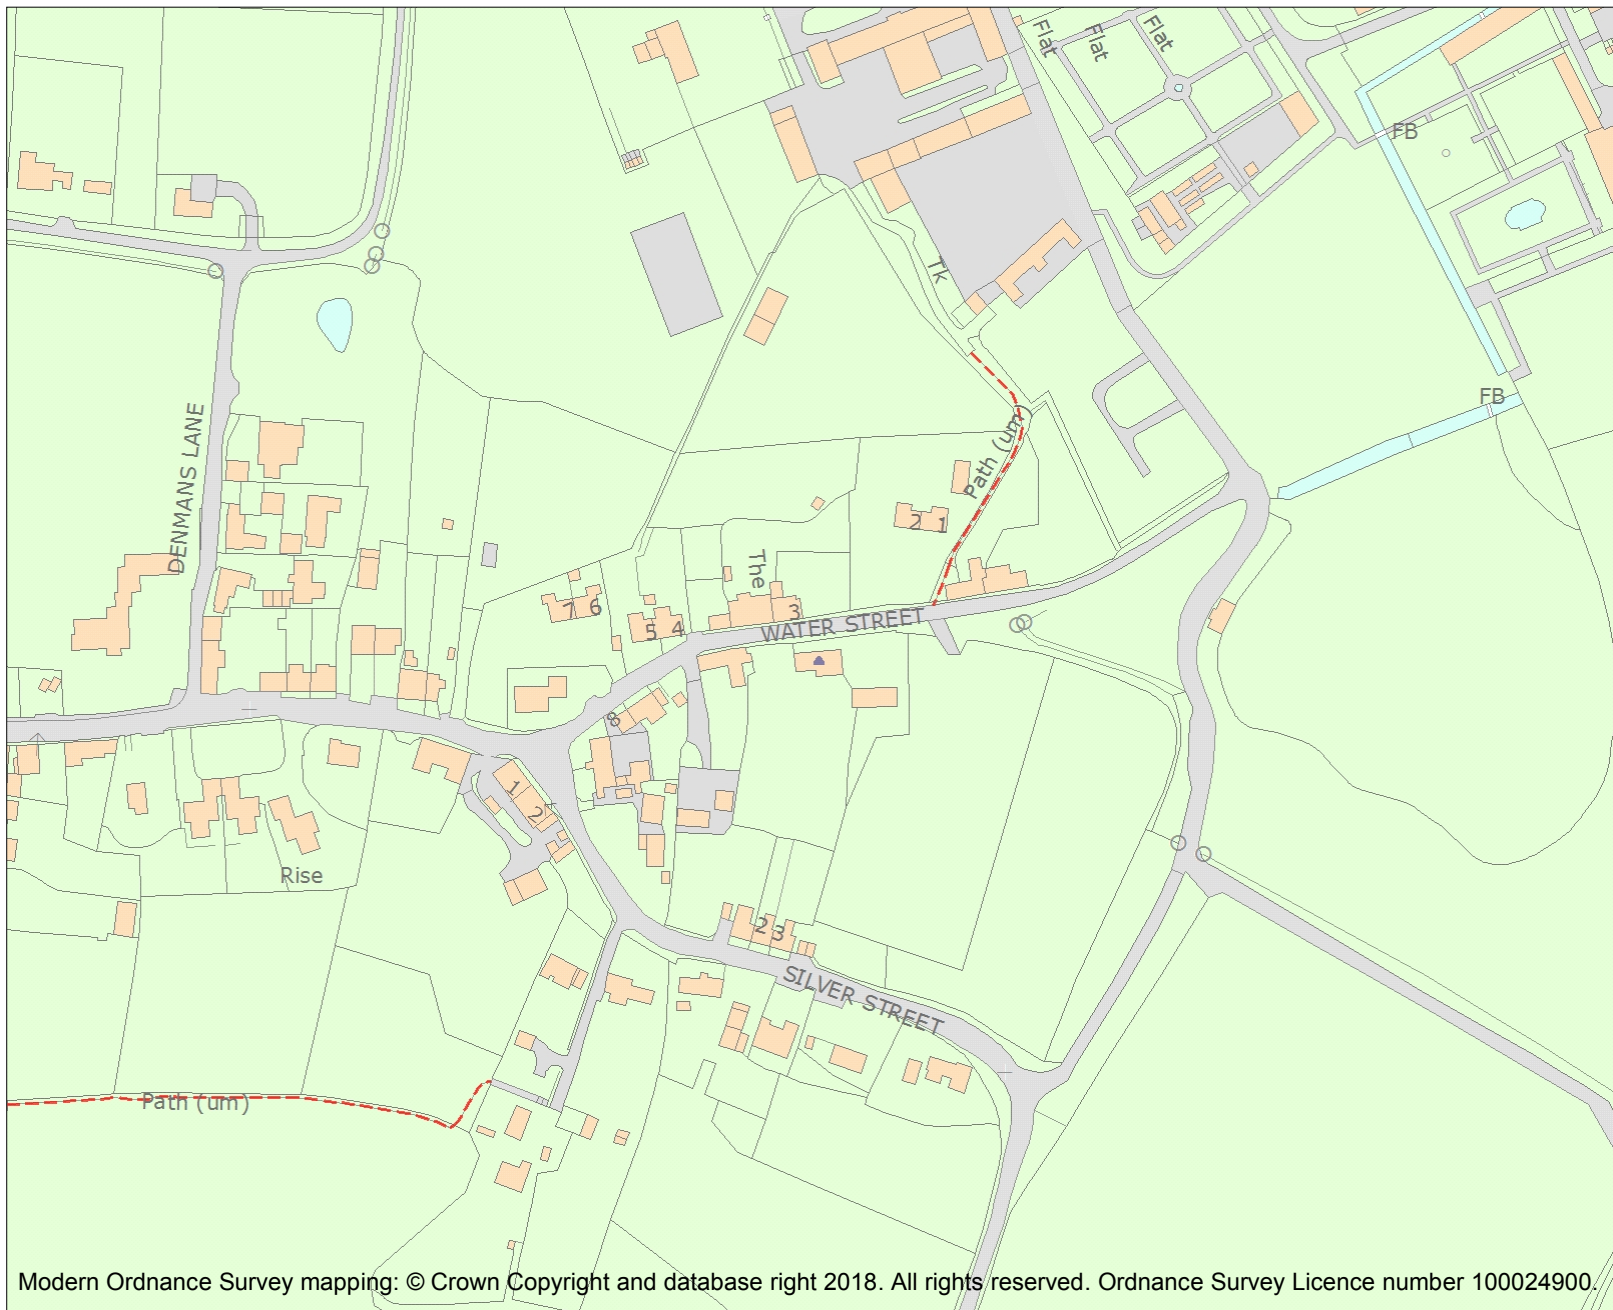 Flat
Flat
Flat
FB
Tk
FB
DENMANS LANE
Path (um)
2 1
The
7 6
5 4
3
WATER STREET
8
1
2
Rise
2 3
SILVER STREET
Path (um)
Modern Ordnance Survey mapping: © Crown Copyright and database right 2018. All rights reserved. Ordnance Survey Licence number 100024900.